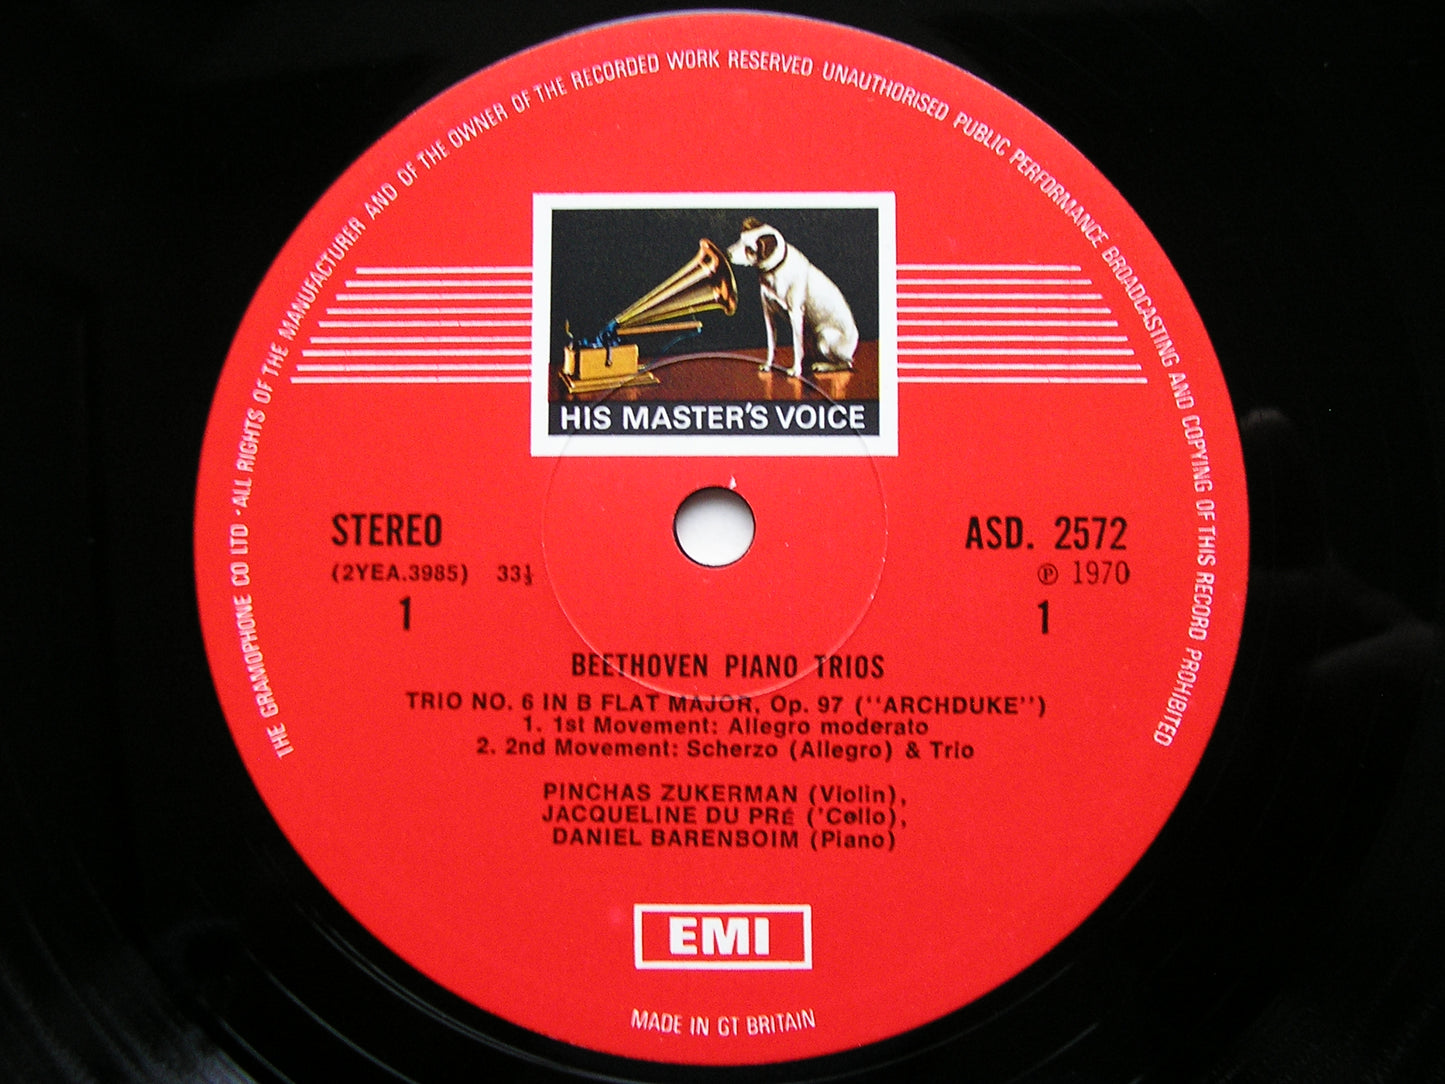 THE GRAMOPHONE CO LTD · ALL RIGHTS OF THE MANUFACTURER AND OF THE OWNER OF THE RECORDED WORK RESERVED UNAUTHORISED PUBLIC PERFORMANCE BROADCASTING AND COPYING OF THIS RECORD PROHIBITED
HIS MASTER'S VOICE
STEREO
(2YEA.3985) 33⅓
1
ASD. 2572
℗ 1970
1
BEETHOVEN PIANO TRIOS
TRIO NO. 6 IN B FLAT MAJOR, Op. 97 (''ARCHDUKE'')
1. 1st Movement: Allegro moderato
2. 2nd Movement: Scherzo (Allegro) & Trio
PINCHAS ZUKERMAN (Violin),
JACQUELINE DU PRÉ ('Cello),
DANIEL BARENBOIM (Piano)
EMI
MADE IN GT BRITAIN